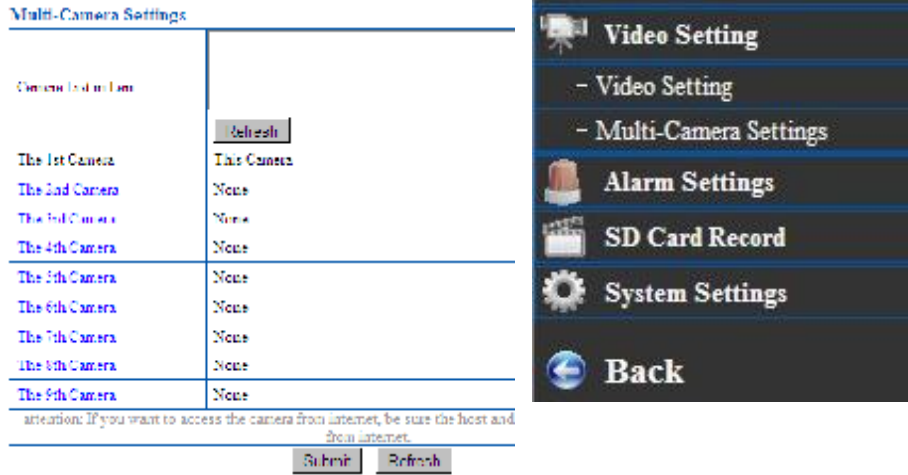 Multi-Camera Settings
Camera List in Lan
Refresh
The 1st Camera This Camera
The 2nd Camera None
The 3rd Camera None
The 4th Camera None
The 5th Camera None
The 6th Camera None
The 7th Camera None
The 8th Camera None
The 9th Camera None
attention: If you want to access the camera from internet, be sure the host and
from internet.
Submit Refresh
Video Setting
- Video Setting
- Multi-Camera Settings
Alarm Settings
SD Card Record
System Settings
Back